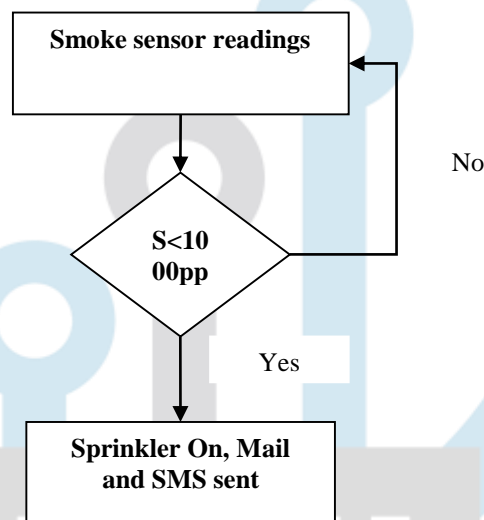 Smoke sensor readings
No
S<10
00pp
Yes
Sprinkler On, Mail
and SMS sent